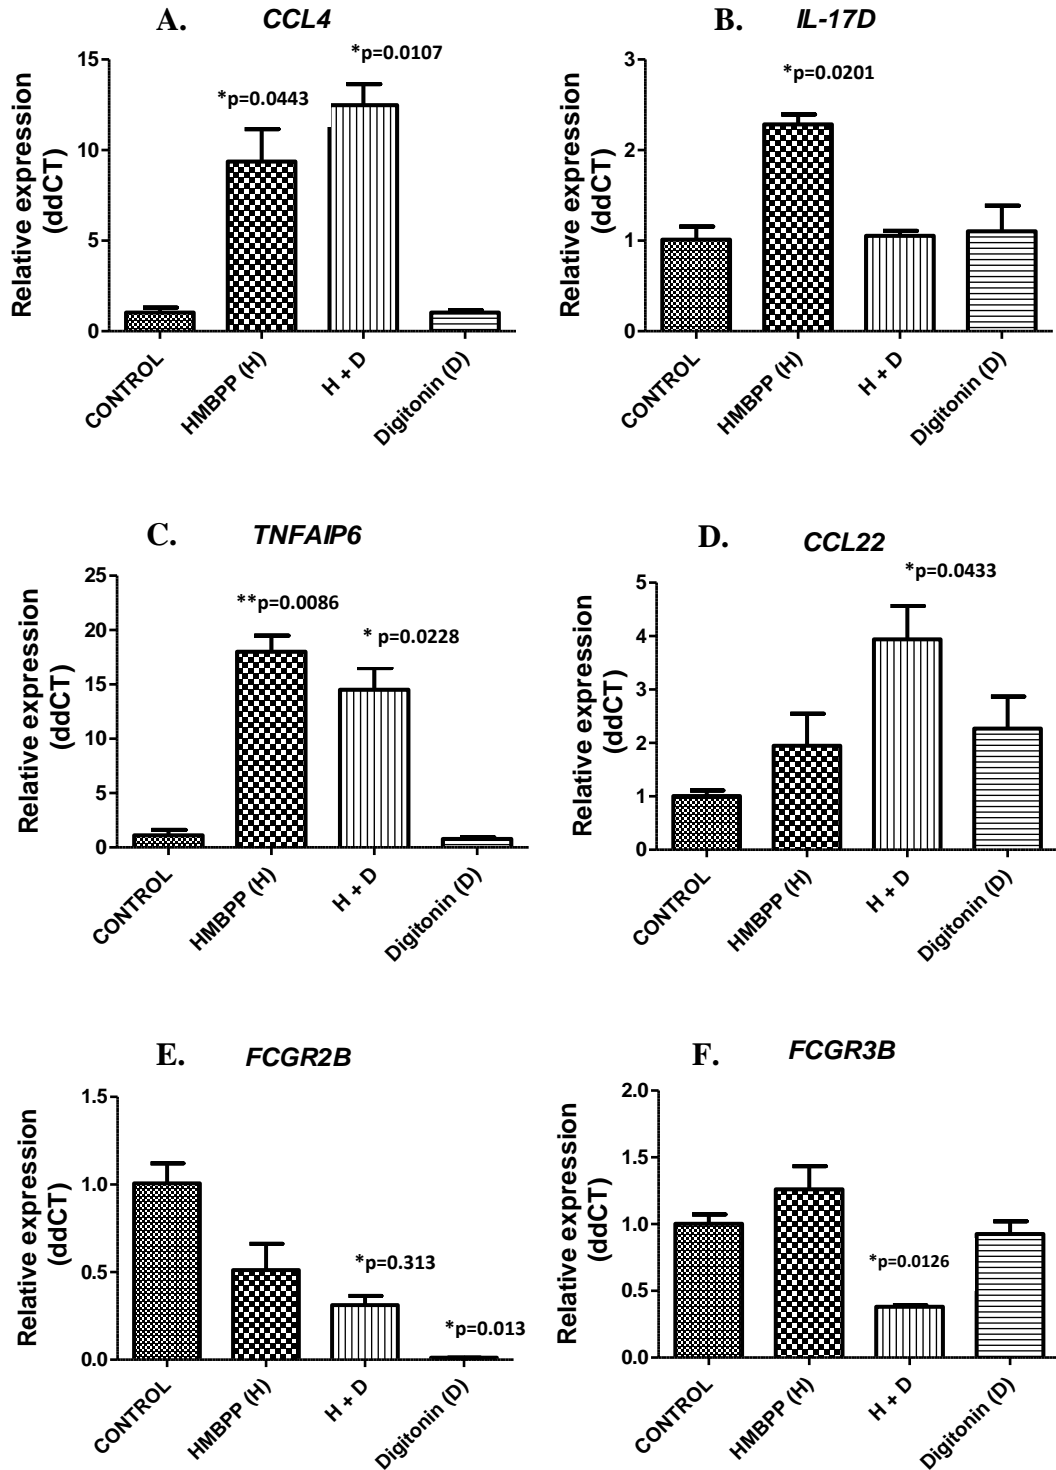 A. CCL4
Relative expression
(ddCT)
15
10
5
0
*p=0.0443
*p=0.0107
CONTROL
HMBPP (H)
H + D
Digitonin (D)
B. IL-17D
Relative expression
(ddCT)
3
2
1
0
*p=0.0201
CONTROL
HMBPP (H)
H + D
Digitonin (D)
C. TNFAIP6
Relative expression
(ddCT)
25
20
15
10
5
0
**p=0.0086
* p=0.0228
CONTROL
HMBPP (H)
H + D
Digitonin (D)
D. CCL22
Relative expression
(ddCT)
5
4
3
2
1
0
*p=0.0433
CONTROL
HMBPP (H)
H + D
Digitonin (D)
E. FCGR2B
Relative expression
(ddCT)
1.5
1.0
0.5
0.0
*p=0.313
*p=0.013
CONTROL
HMBPP (H)
H + D
Digitonin (D)
F. FCGR3B
Relative expression
(ddCT)
2.0
1.5
1.0
0.5
0.0
*p=0.0126
CONTROL
HMBPP (H)
H + D
Digitonin (D)